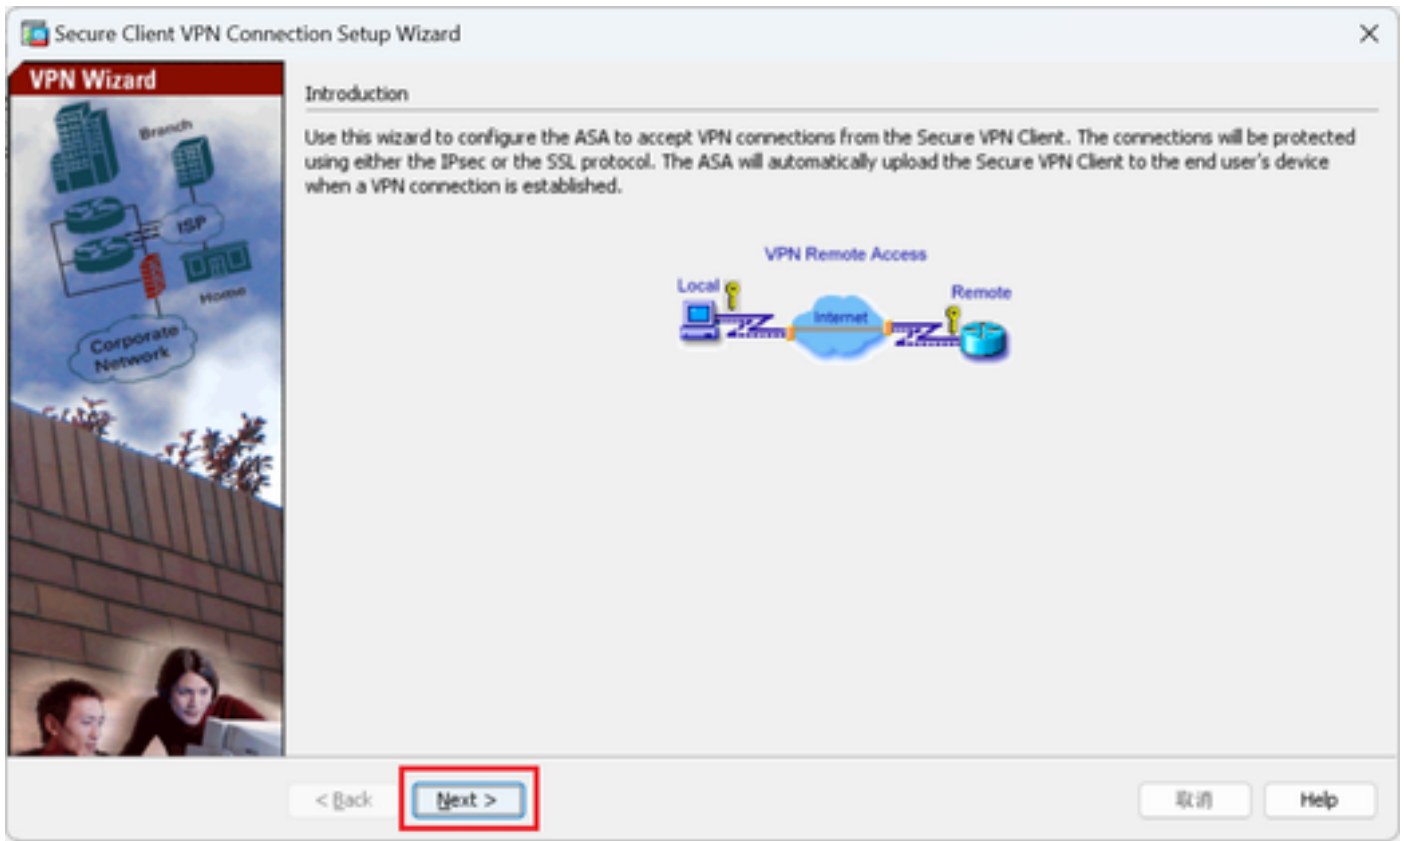 Secure Client VPN Connection Setup Wizard
VPN Wizard
Branch
ISP
Home
Corporate
Network
Introduction
Use this wizard to configure the ASA to accept VPN connections from the Secure VPN Client. The connections will be protected
using either the IPsec or the SSL protocol. The ASA will automatically upload the Secure VPN Client to the end user's device
when a VPN connection is established.
VPN Remote Access
Local
Internet
Remote
< Back
Next >
取消
Help